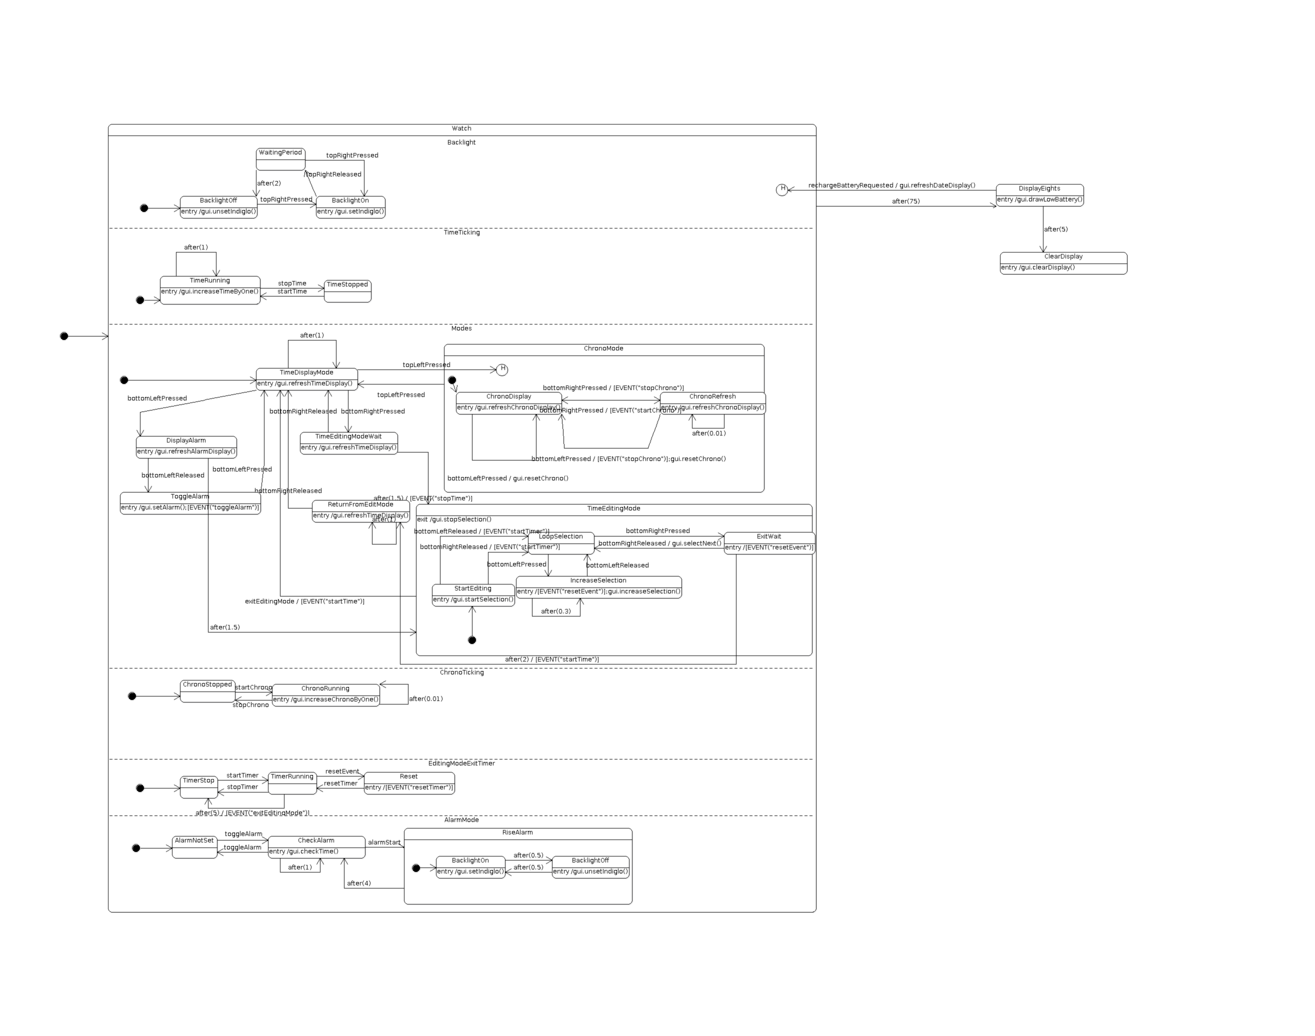 Watch
Backlight
WaitingPeriod
topRightPressed
topRightReleased
after(2)
BacklightOff
entry /gui.unsetIndiglo()
topRightPressed
BacklightOn
entry /gui.setIndiglo()
H
rechargeBatteryRequested / gui.refreshDateDisplay()
after(75)
DisplayEights
entry /gui.drawLowBattery()
after(5)
ClearDisplay
entry /gui.clearDisplay()
TimeTicking
after(1)
TimeRunning
entry /gui.increaseTimeByOne()
stopTime
startTime
TimeStopped
Modes
after(1)
TimeDisplayMode
entry /gui.refreshTimeDisplay()
topLeftPressed
H
topLeftPressed
ChronoMode
ChronoDisplay
entry /gui.refreshChronoDisplay()
bottomRightPressed / [EVENT("stopChrono")]
bottomRightPressed / [EVENT("startChrono")]
ChronoRefresh
entry /gui.refreshChronoDisplay()
after(0.01)
bottomLeftPressed / [EVENT("stopChrono")];gui.resetChrono()
bottomLeftPressed / gui.resetChrono()
bottomLeftPressed
bottomRightReleased
bottomRightPressed
DisplayAlarm
entry /gui.refreshAlarmDisplay()
TimeEditingModeWait
entry /gui.refreshTimeDisplay()
bottomLeftReleased
bottomLeftPressed
bottomRightReleased
ToggleAlarm
entry /gui.setAlarm();[EVENT("toggleAlarm")]
after(1.5) / [EVENT("stopTime")]
ReturnFromEditMode
entry /gui.refreshTimeDisplay()
after(1)
TimeEditingMode
exit /gui.stopSelection()
bottomLeftReleased / [EVENT("startTimer")]
bottomRightReleased / [EVENT("startTimer")]
LoopSelection
bottomRightPressed
bottomRightReleased / gui.selectNext()
ExitWait
entry /[EVENT("resetEvent")]
bottomLeftPressed
bottomLeftReleased
StartEditing
entry /gui.startSelection()
IncreaseSelection
entry /[EVENT("resetEvent")];gui.increaseSelection()
after(0.3)
exitEditingMode / [EVENT("startTime")]
after(1.5)
after(2) / [EVENT("startTime")]
ChronoTicking
ChronoStopped
startChrono
stopChrono
ChronoRunning
entry /gui.increaseChronoByOne()
after(0.01)
EditingModeExitTimer
TimerStop
startTimer
stopTimer
TimerRunning
resetEvent
resetTimer
Reset
entry /[EVENT("resetTimer")]
after(5) / [EVENT("exitEditingMode")]
AlarmMode
AlarmNotSet
toggleAlarm
toggleAlarm
CheckAlarm
entry /gui.checkTime()
after(1)
alarmStart
after(4)
RiseAlarm
BacklightOn
entry /gui.setIndiglo()
after(0.5)
after(0.5)
BacklightOff
entry /gui.unsetIndiglo()